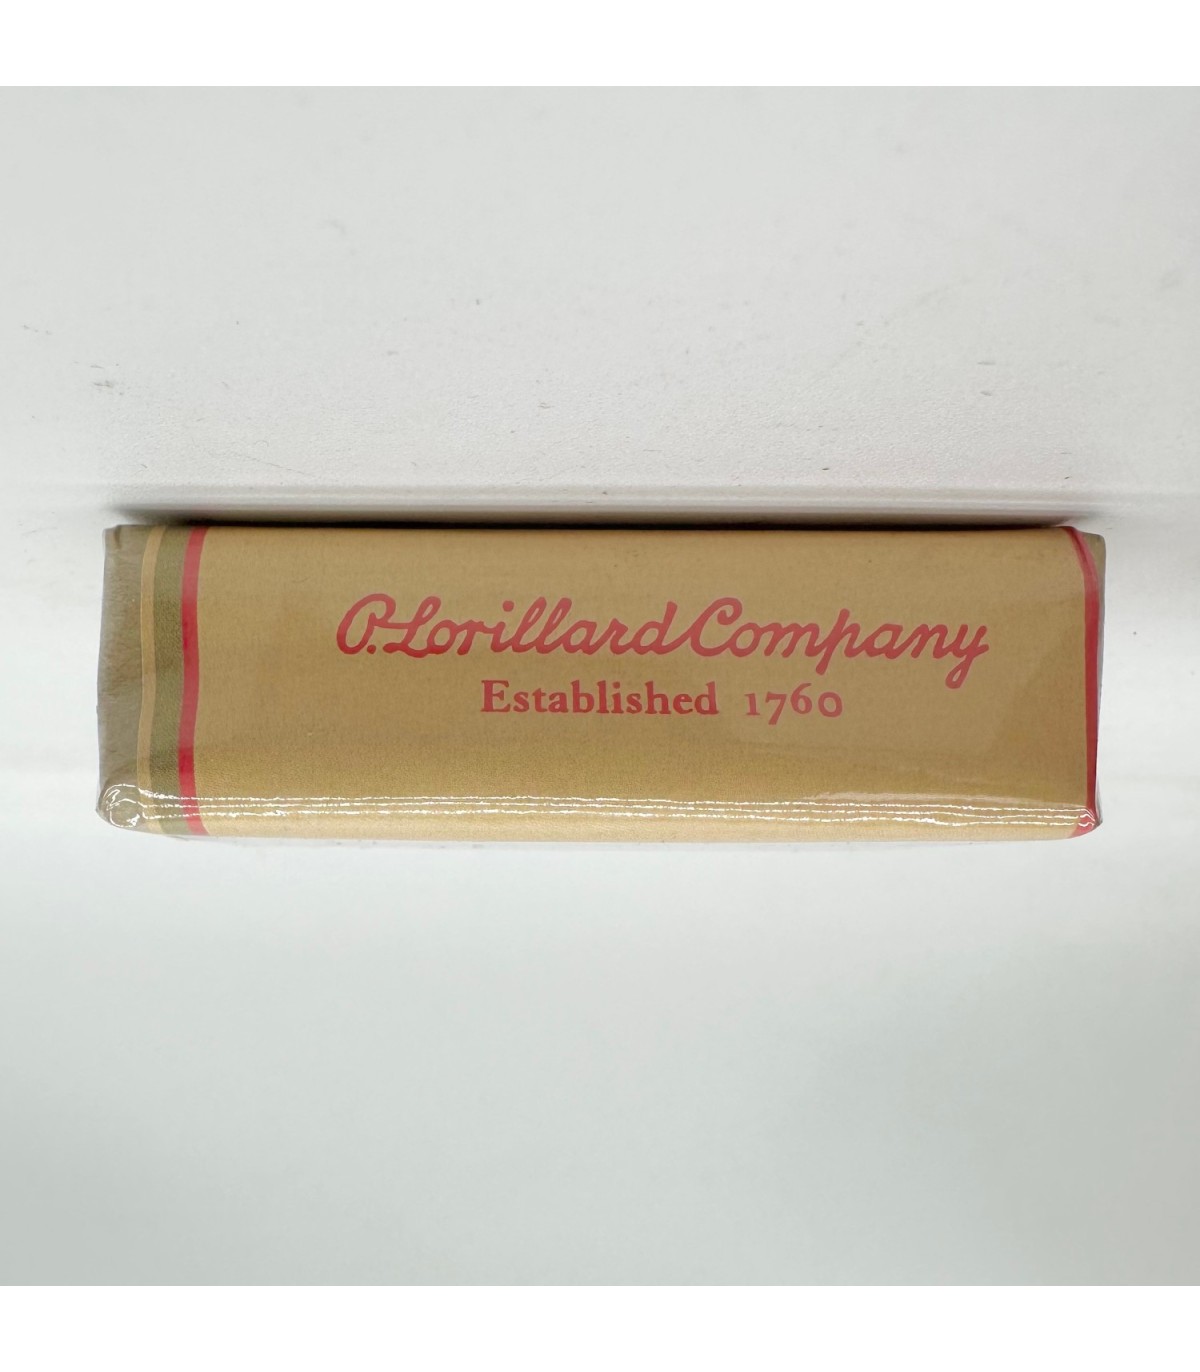 P. Lorillard Company
Established 1760